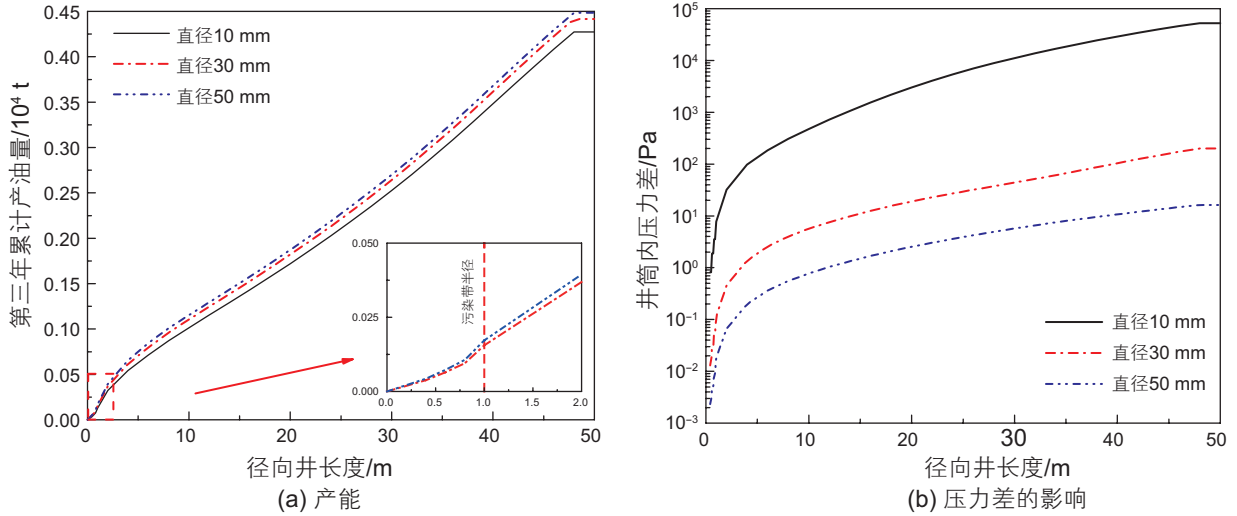 0.45
0.40
0.35
0.30
0.25
0.20
0.15
0.10
0.05
0.00
第三年累计产油量/10⁴ t
直径10 mm
直径30 mm
直径50 mm
0.050
0.025
0.000
污染带半径
0.0 0.5 1.0 1.5 2.0
0 10 20 30 40 50
径向井长度/m
(a) 产能
10⁵
10⁴
10³
10²
10¹
10⁰
10⁻¹
10⁻²
10⁻³
井筒内压力差/Pa
直径10 mm
直径30 mm
直径50 mm
0 10 20 30 40 50
径向井长度/m
(b) 压力差的影响